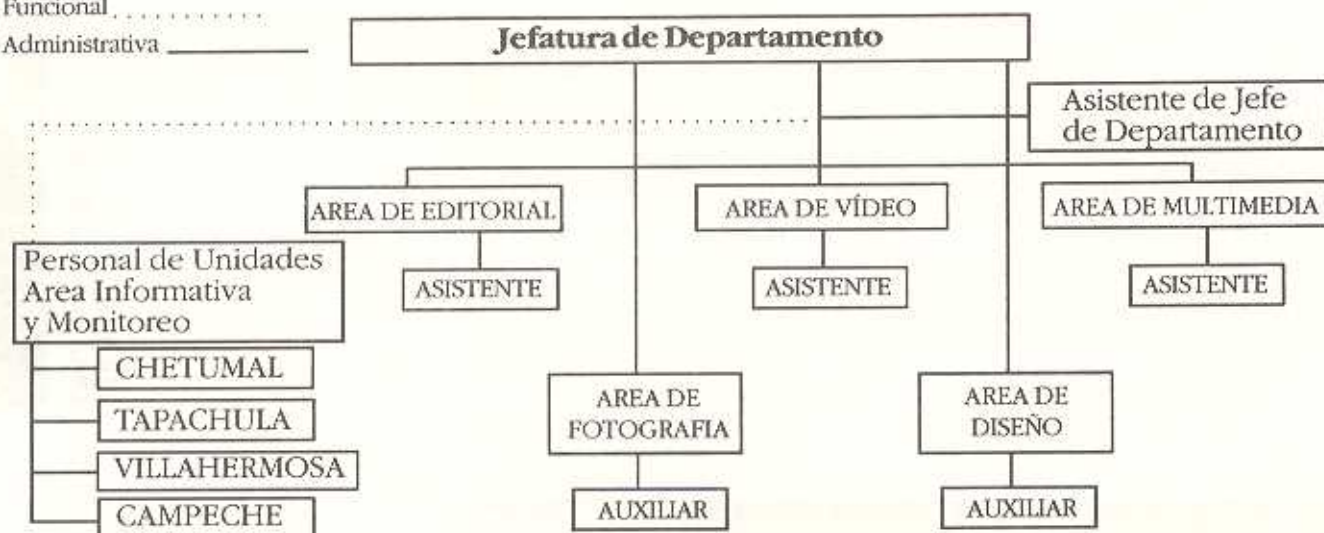 Funcional
Administrativa
Jefatura de Departamento
Asistente de Jefe
de Departamento
AREA DE EDITORIAL
AREA DE VÍDEO
AREA DE MULTIMEDIA
ASISTENTE
ASISTENTE
ASISTENTE
Personal de Unidades
Area Informativa
y Monitoreo
CHETUMAL
TAPACHULA
VILLAHERMOSA
CAMPECHE
AREA DE
FOTOGRAFIA
AREA DE
DISEÑO
AUXILIAR
AUXILIAR